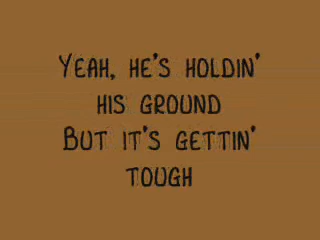 Yeah, he's holdin'
his ground
But it's gettin'
tough